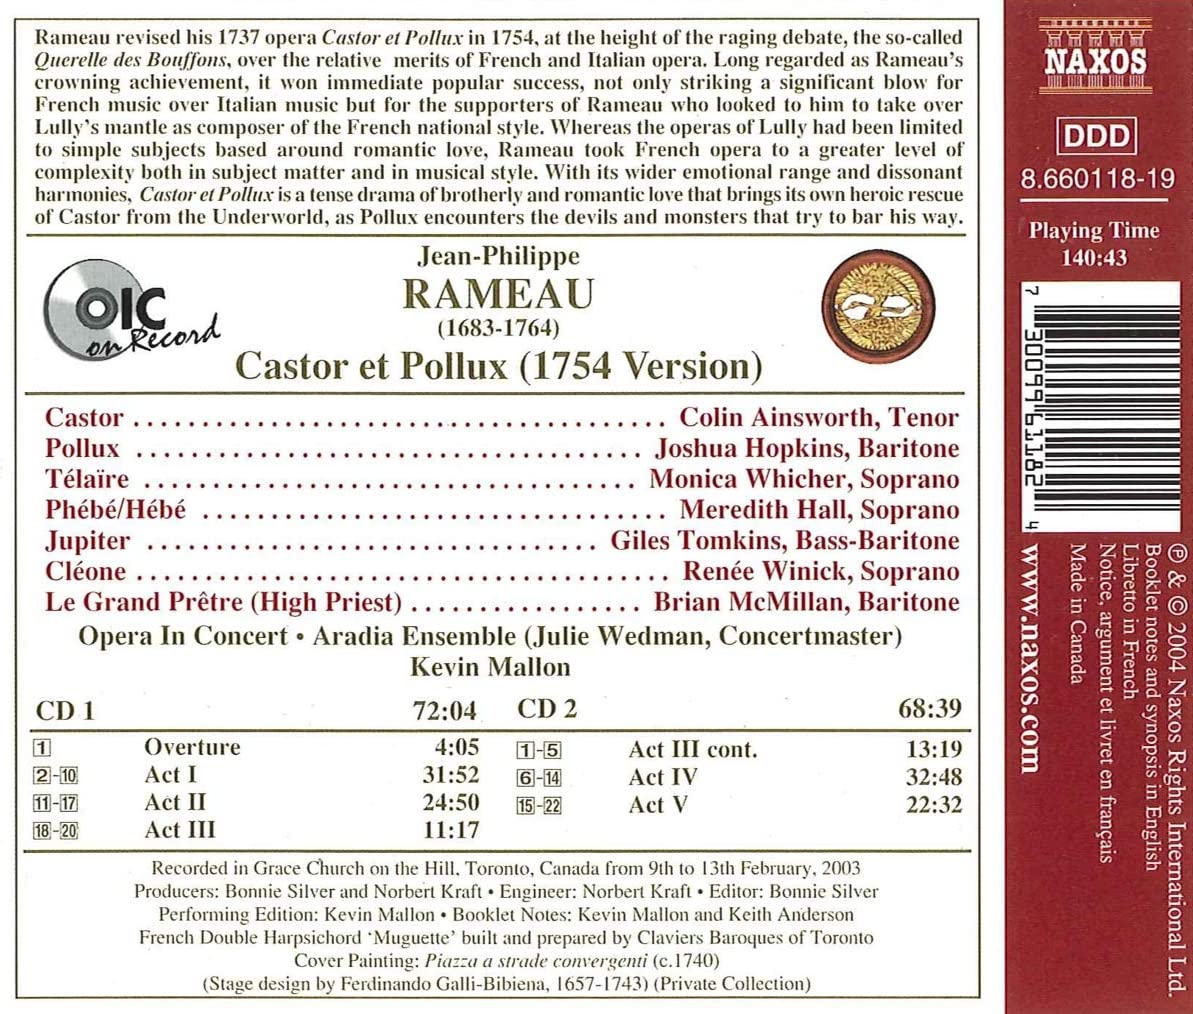 Rameau revised his 1737 opera Castor et Pollux in 1754, at the height of the raging debate, the so-called
Querelle des Bouffons, over the relative merits of French and Italian opera. Long regarded as Rameau's
crowning achievement, it won immediate popular success, not only striking a significant blow for
French music over Italian music but for the supporters of Rameau who looked to him to take over
Lully's mantle as composer of the French national style. Whereas the operas of Lully had been limited
to simple subjects based around romantic love, Rameau took French opera to a greater level of
complexity both in subject matter and in musical style. With its wider emotional range and dissonant
harmonies, Castor et Pollux is a tense drama of brotherly and romantic love that brings its own heroic rescue
of Castor from the Underworld, as Pollux encounters the devils and monsters that try to bar his way.
OIC
on Record
Jean-Philippe
RAMEAU
(1683-1764)
Castor et Pollux (1754 Version)
Castor ........................................ Colin Ainsworth, Tenor
Pollux ...................................... Joshua Hopkins, Baritone
Télaïre .................................... Monica Whicher, Soprano
Phébé/Hébé ................................... Meredith Hall, Soprano
Jupiter .................................. Giles Tomkins, Bass-Baritone
Cléone ........................................ Renée Winick, Soprano
Le Grand Prêtre (High Priest) ................. Brian McMillan, Baritone
Opera In Concert • Aradia Ensemble (Julie Wedman, Concertmaster)
Kevin Mallon
CD 1 72:04
1 Overture 4:05
2-10 Act I 31:52
11-17 Act II 24:50
18-20 Act III 11:17
CD 2 68:39
1-5 Act III cont. 13:19
6-14 Act IV 32:48
15-22 Act V 22:32
Recorded in Grace Church on the Hill, Toronto, Canada from 9th to 13th February, 2003
Producers: Bonnie Silver and Norbert Kraft • Engineer: Norbert Kraft • Editor: Bonnie Silver
Performing Edition: Kevin Mallon • Booklet Notes: Kevin Mallon and Keith Anderson
French Double Harpsichord 'Muguette' built and prepared by Claviers Baroques of Toronto
Cover Painting: Piazza a strade convergenti (c.1740)
(Stage design by Ferdinando Galli-Bibiena, 1657-1743) (Private Collection)
NAXOS
DDD
8.660118-19
Playing Time
140:43
7 30099 61182 4
℗ & © 2004 Naxos Rights International Ltd.
Booklet notes and synopsis in English
Libretto in French
Notice, argument et livret en français
Made in Canada
www.naxos.com